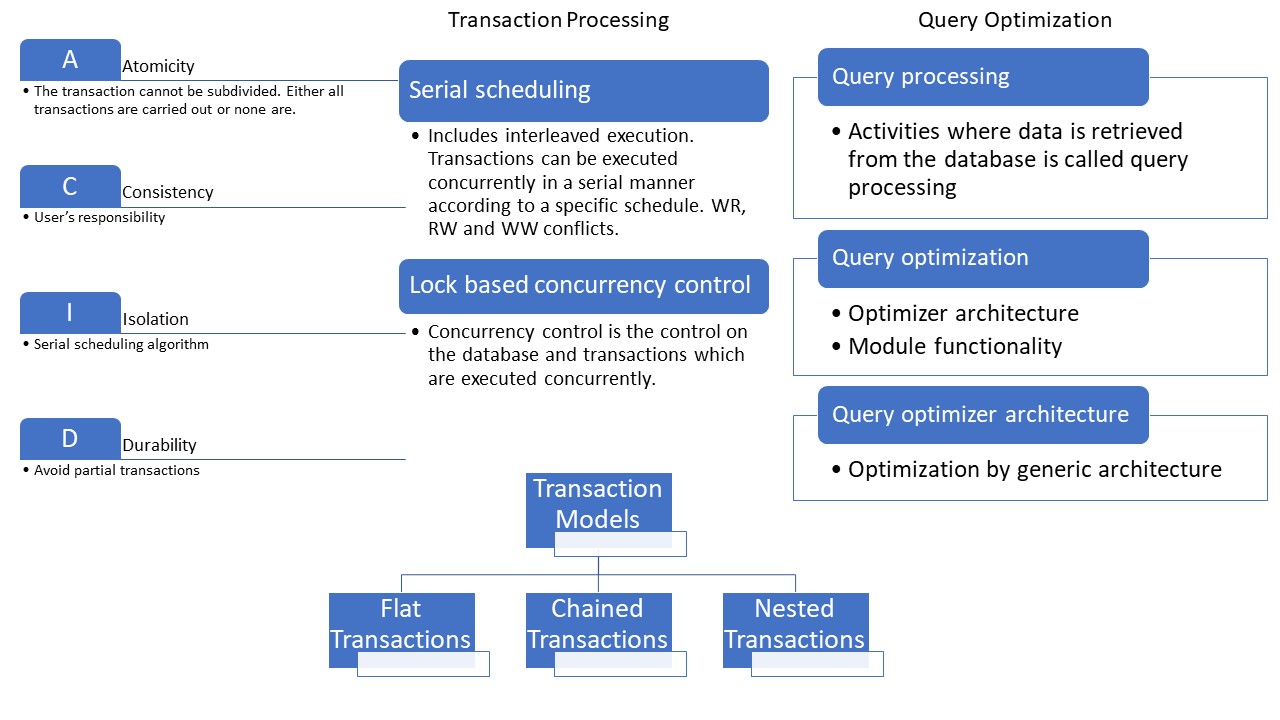 Transaction Processing
Query Optimization
A
Atomicity
• The transaction cannot be subdivided. Either all
transactions are carried out or none are.
C
Consistency
• User’s responsibility
I
Isolation
• Serial scheduling algorithm
D
Durability
• Avoid partial transactions
Serial scheduling
• Includes interleaved execution.
Transactions can be executed
concurrently in a serial manner
according to a specific schedule. WR,
RW and WW conflicts.
Lock based concurrency control
• Concurrency control is the control on
the database and transactions which
are executed concurrently.
Query processing
• Activities where data is retrieved
from the database is called query
processing
Query optimization
• Optimizer architecture
• Module functionality
Query optimizer architecture
• Optimization by generic architecture
Transaction
Models
Flat
Transactions
Chained
Transactions
Nested
Transactions